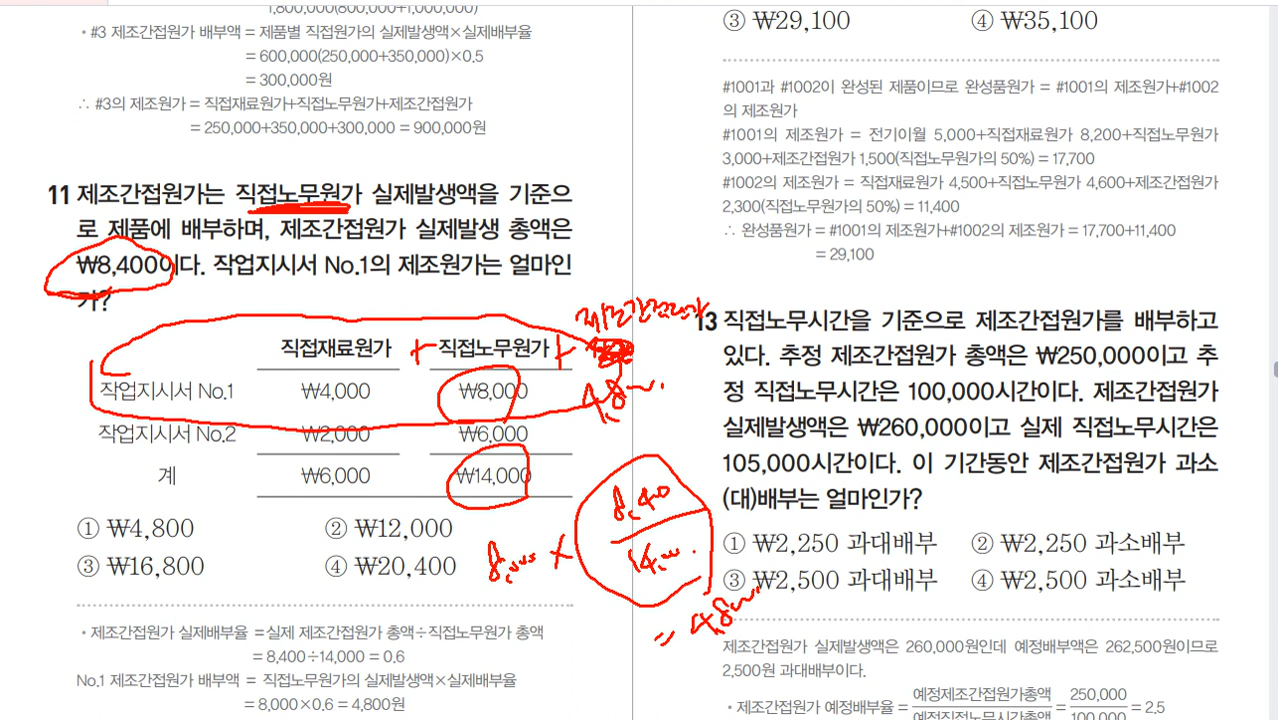 1,800,000(800,000+1,000,000)
· #3 제조간접원가 배부액 = 제품별 직접원가의 실제발생액×실제배부율
= 600,000(250,000+350,000)×0.5
= 300,000원
∴ #3의 제조원가 = 직접재료원가+직접노무원가+제조간접원가
= 250,000+350,000+300,000 = 900,000원
11 제조간접원가는 직접노무원가 실제발생액을 기준으
로 제품에 배부하며, 제조간접원가 실제발생 총액은
₩8,400이다. 작업지시서 No.1의 제조원가는 얼마인
가?
제조간접원가
직접재료원가 + 직접노무원가 +
작업지시서 No.1 ₩4,000 ₩8,000 4,800
작업지시서 No.2 ₩2,000 ₩6,000
계 ₩6,000 ₩14,000
① ₩4,800 ② ₩12,000
③ ₩16,800 ④ ₩20,400
8,000 × 8,400
14,000
= 4,800
· 제조간접원가 실제배부율 =실제 제조간접원가 총액÷직접노무원가 총액
= 8,400÷14,000 = 0.6
No.1 제조간접원가 배부액 = 직접노무원가의 실제발생액×실제배부율
= 8,000×0.6 = 4,800원
③ ₩29,100 ④ ₩35,100
#1001과 #1002이 완성된 제품이므로 완성품원가 = #1001의 제조원가+#1002
의 제조원가
#1001의 제조원가 = 전기이월 5,000+직접재료원가 8,200+직접노무원가
3,000+제조간접원가 1,500(직접노무원가의 50%) = 17,700
#1002의 제조원가 = 직접재료원가 4,500+직접노무원가 4,600+제조간접원가
2,300(직접노무원가의 50%) = 11,400
∴ 완성품원가 = #1001의 제조원가+#1002의 제조원가 = 17,700+11,400
= 29,100
13 직접노무시간을 기준으로 제조간접원가를 배부하고
있다. 추정 제조간접원가 총액은 ₩250,000이고 추
정 직접노무시간은 100,000시간이다. 제조간접원가
실제발생액은 ₩260,000이고 실제 직접노무시간은
105,000시간이다. 이 기간동안 제조간접원가 과소
(대)배부는 얼마인가?
① ₩2,250 과대배부 ② ₩2,250 과소배부
③ ₩2,500 과대배부 ④ ₩2,500 과소배부
제조간접원가 실제발생액은 260,000원인데 예정배부액은 262,500원이므로
2,500원 과대배부이다.
· 제조간접원가 예정배부율 = 예정제조간접원가총액 = 250,000 = 2.5
예정직접노무시간총액 100,000